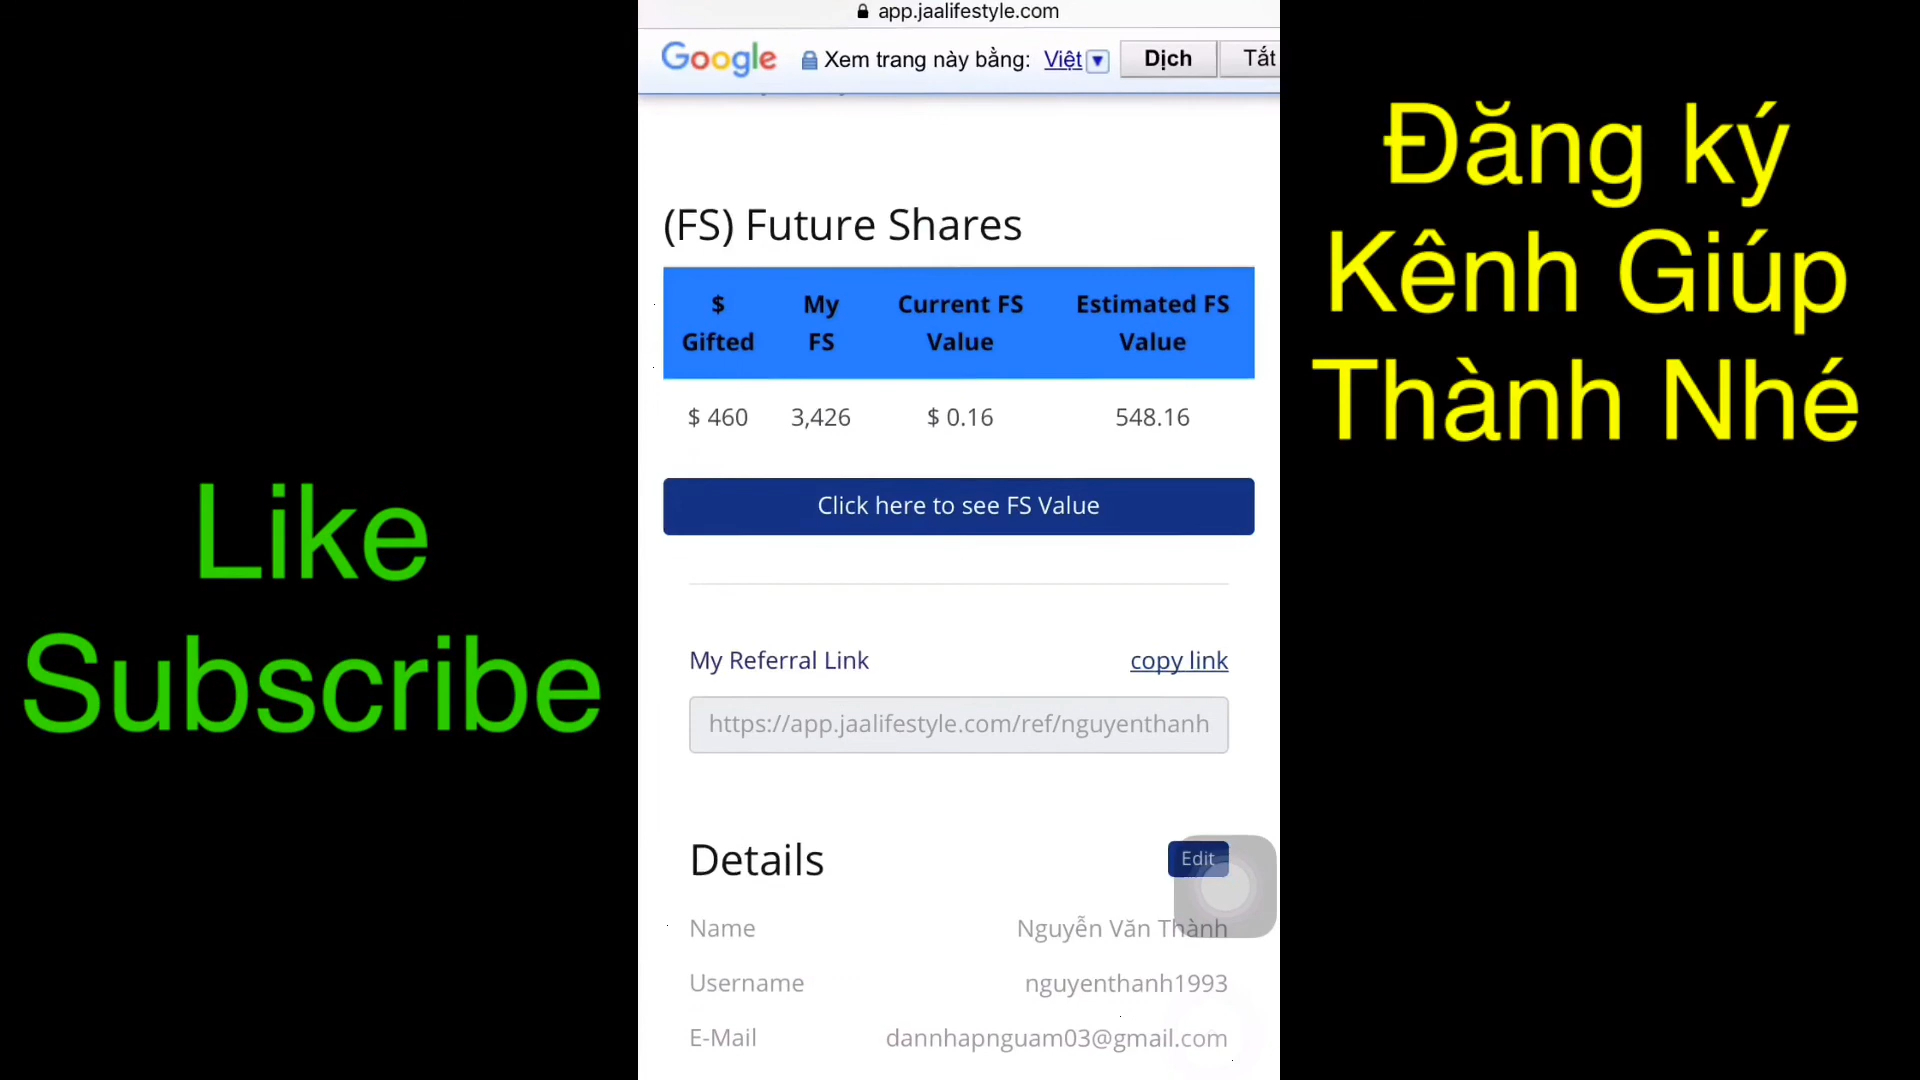 app.jaalifestyle.com
Google Xem trang này bằng: Việt Dịch Tắt
(FS) Future Shares
$ Gifted My FS Current FS Value Estimated FS Value
$ 460 3,426 $ 0.16 548.16
Click here to see FS Value
My Referral Link copy link
https://app.jaalifestyle.com/ref/nguyenthanh
Details Edit
Name Nguyễn Văn Thành
Username nguyenthanh1993
E-Mail dannhapnguam03@gmail.com
Like
Subscribe
Đăng ký
Kênh Giúp
Thành Nhé